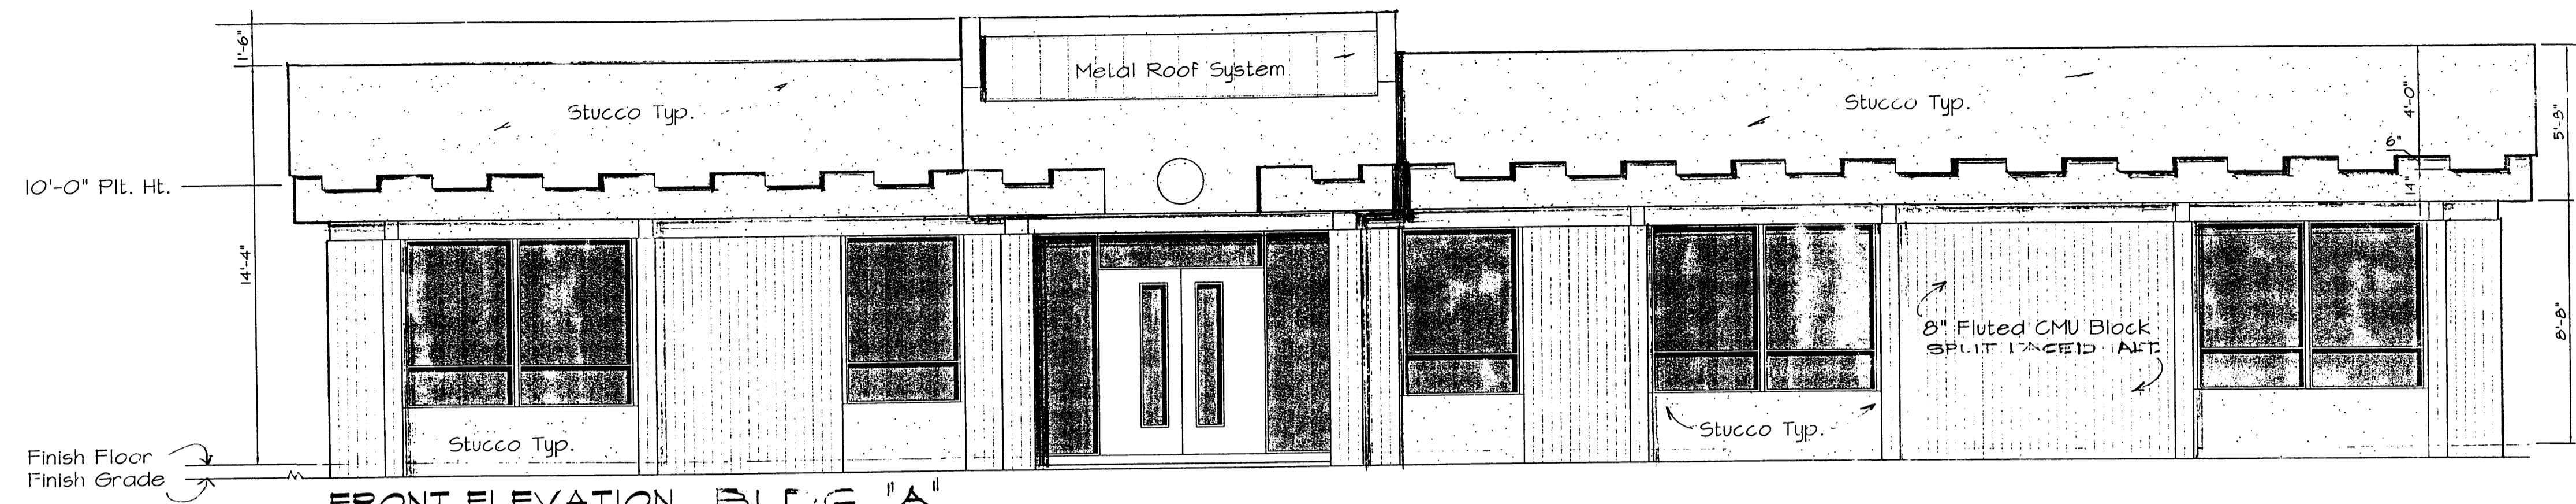 1'-6"
Metal Roof System
Stucco Typ.
Stucco Typ.
4'-0"
5'-8"
6"
10'-0" Plt. Ht.
14"
14'-4"
8" Fluted CMU Block
SPLIT FACED ALT.
8'-8"
Stucco Typ.
Stucco Typ.
Finish Floor
Finish Grade
FRONT ELEVATION BLDG "A"